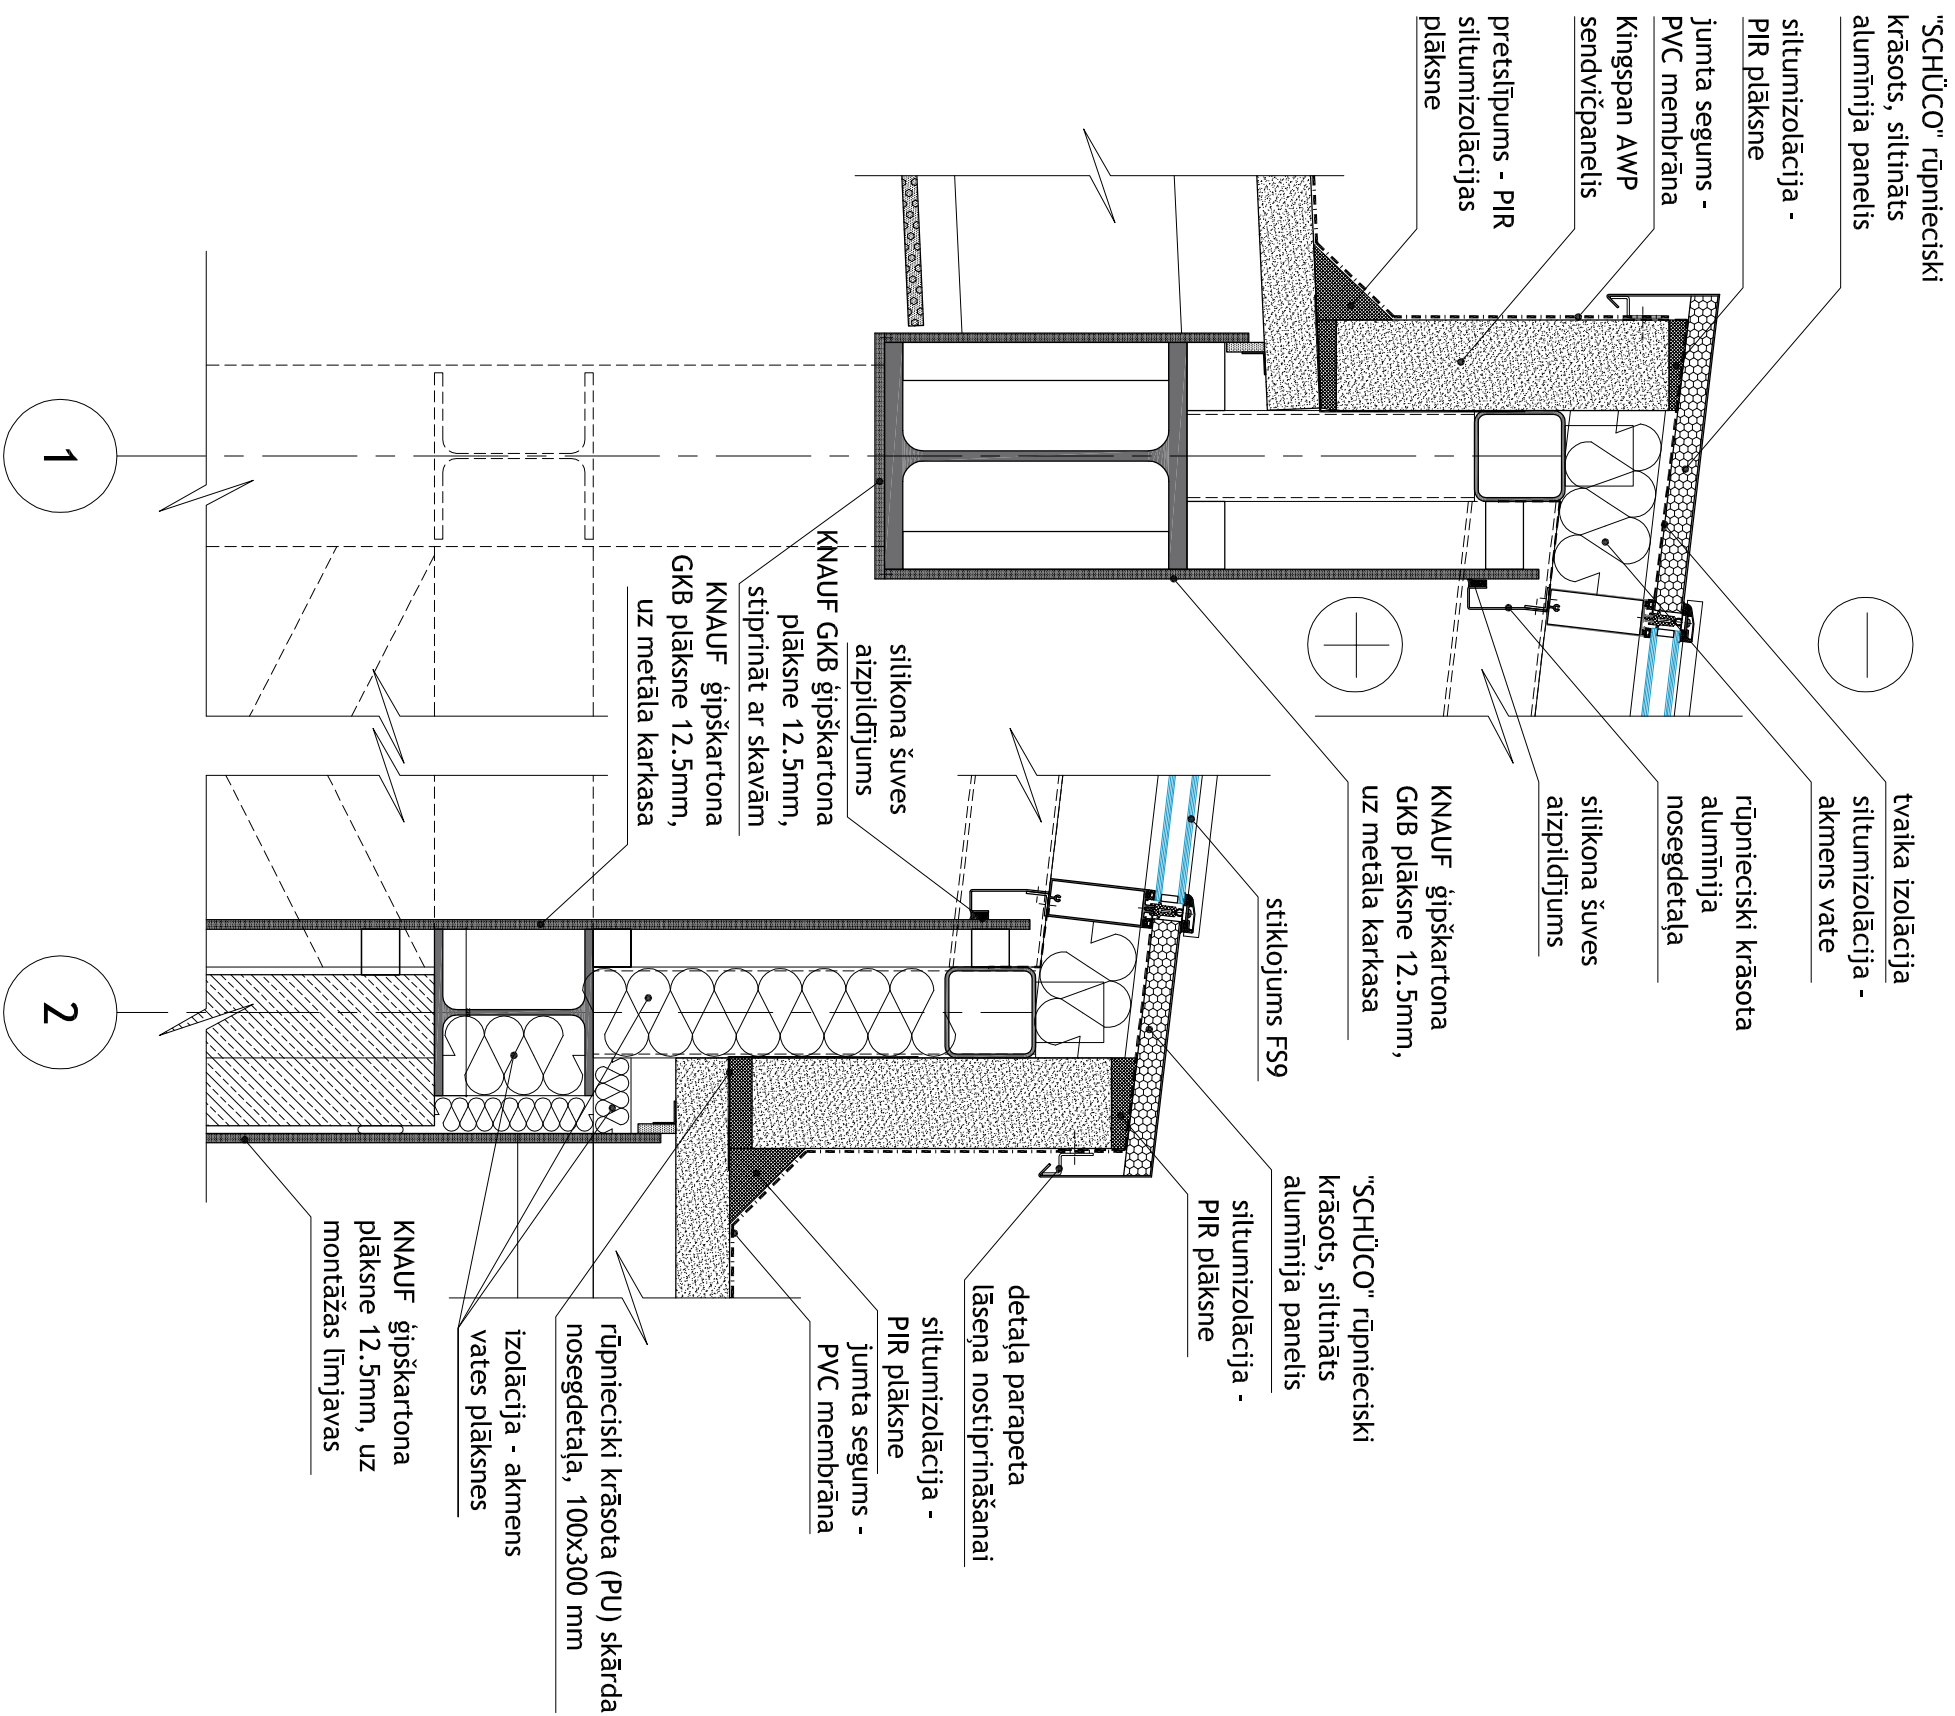 "SCHÜCO" rūpnieciski
krāsots, siltināts
alumīnija panelis
siltumizolācija -
PIR plāksne
jumta segums -
PVC membrāna
Kingspan AWP
sendvičpanelis
pretslīpums - PIR
siltumizolācijas
plāksne
tvaika izolācija
siltumizolācija -
akmens vate
rūpnieciski krāsota
alumīnija
nosegdetaļa
silikona šuves
aizpildījums
KNAUF ģipškartona
GKB plāksne 12.5mm,
uz metāla karkasa
stiklojums FS9
silikona šuves
aizpildījums
KNAUF GKB ģipškartona
plāksne 12.5mm,
stiprināt ar skavām
KNAUF ģipškartona
GKB plāksne 12.5mm,
uz metāla karkasa
"SCHÜCO" rūpnieciski
krāsots, siltināts
alumīnija panelis
siltumizolācija -
PIR plāksne
detaļa parapeta
lāseņa nostiprināšanai
siltumizolācija -
PIR plāksne
jumta segums -
PVC membrāna
rūpnieciski krāsota (PU) skārda
nosegdetaļa, 100x300 mm
izolācija - akmens
vates plāksnes
KNAUF ģipškartona
plāksne 12.5mm, uz
montāžas līmjavas
1
2